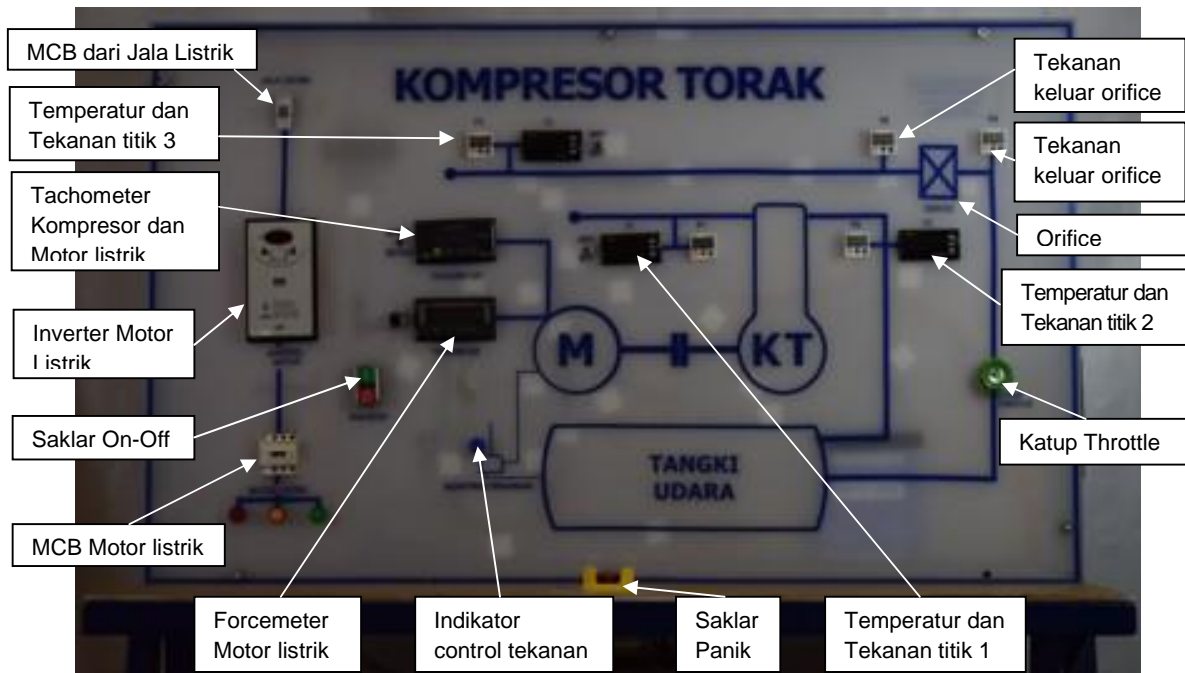 MCB dari Jala Listrik
KOMPRESOR TORAK
Tekanan
keluar orifice
Temperatur dan
Tekanan titik 3
Tekanan
keluar orifice
Tachometer
Kompresor dan
Motor listrik
Orifice
Temperatur dan
Tekanan titik 2
Inverter Motor
Listrik
M
KT
Saklar On-Off
Katup Throttle
TANGKI
UDARA
MCB Motor listrik
Forcemeter
Motor listrik
Indikator
control tekanan
Saklar
Panik
Temperatur dan
Tekanan titik 1